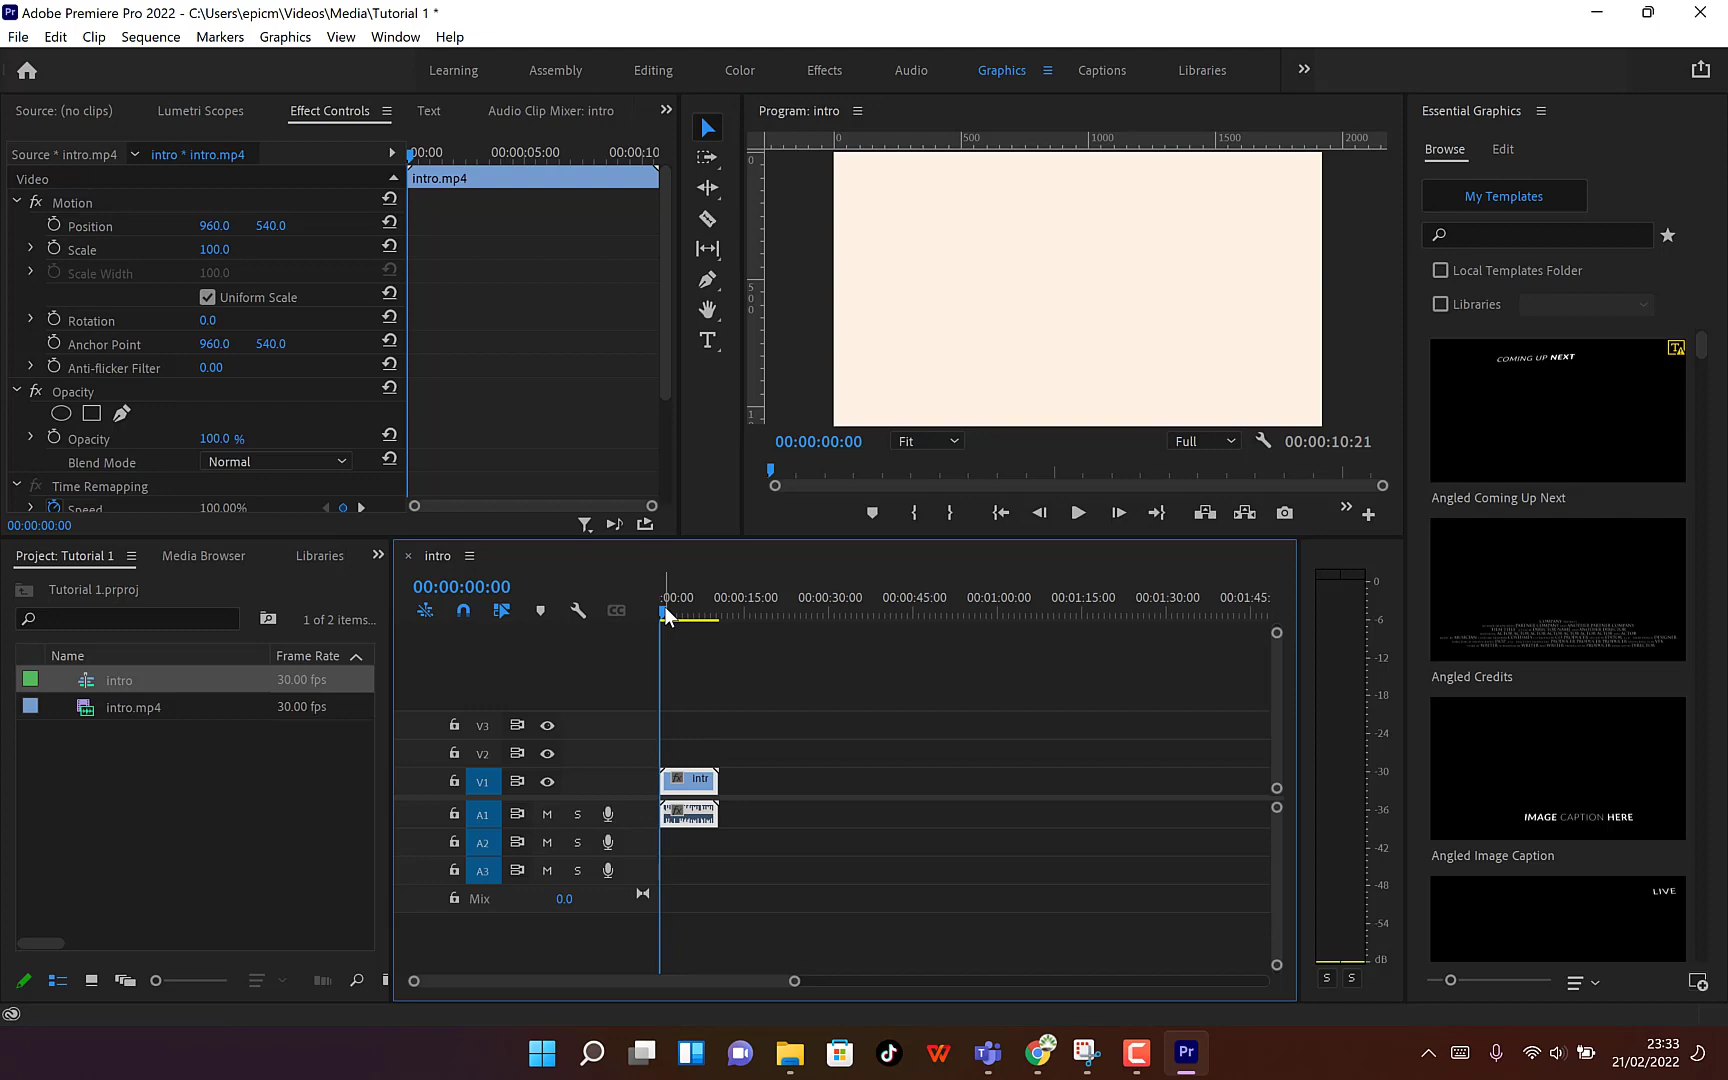 Adobe Premiere Pro 2022 - C:\Users\epicm\Videos\Media\Tutorial 1 *
File Edit Clip Sequence Markers Graphics View Window Help
Learning Assembly Editing Color Effects Audio Graphics Captions Libraries
Source: (no clips) Lumetri Scopes Effect Controls Text Audio Clip Mixer: intro
Source * intro.mp4 intro * intro.mp4
:00:00 00:00:05:00 00:00:10
intro.mp4
Video
fx Motion
Position 960.0 540.0
Scale 100.0
Scale Width 100.0
Uniform Scale
Rotation 0.0
Anchor Point 960.0 540.0
Anti-flicker Filter 0.00
fx Opacity
Opacity 100.0 %
Blend Mode Normal
fx Time Remapping
Speed 100.00%
00:00:00:00
Program: intro
0 500 1000 1500 2000
0
500
1
00:00:00:00 Fit Full 00:00:10:21
Essential Graphics
Browse Edit
My Templates
Local Templates Folder
Libraries
COMING UP NEXT
Angled Coming Up Next
Angled Credits
IMAGE CAPTION HERE
Angled Image Caption
LIVE
Project: Tutorial 1 Media Browser Libraries
Tutorial 1.prproj
1 of 2 items...
Name Frame Rate
intro 30.00 fps
intro.mp4 30.00 fps
intro
00:00:00:00
:00:00 00:00:15:00 00:00:30:00 00:00:45:00 00:01:00:00 00:01:15:00 00:01:30:00 00:01:45:
V3
V2
V1
fx intr
A1 M S
fx
A2 M S
A3 M S
Mix 0.0
0
-6
-12
-18
-24
-30
-36
-42
-48
-54
dB
S S
T
CC
Pr
W
23:33
21/02/2022